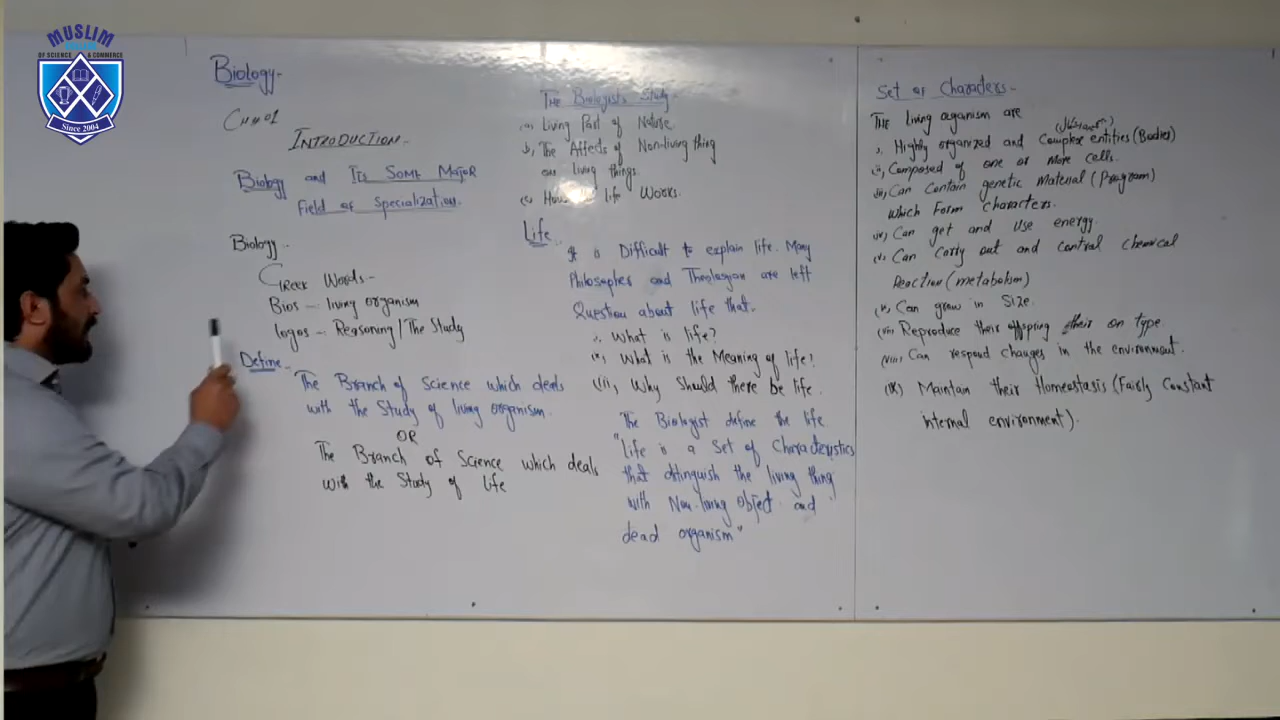 MUSLIM
OF SCIENCE & COMMERCE
Since 2004
Biology-
CH#01
INTRODUCTION.
Biology and Its Some Major
Field of Specialization.
Biology-
Greek Words-
Bios - living organism
logos - Reasoning/The Study
Define-
The Branch of Science which deals
with the Study of living organism.
OR
The Branch of Science which deals
with the Study of life
The Biologists Study-
Living Part of Nature.
b, The Affects of Non-living thing
on living things.
(c, How life Works.
Life
It is Difficult to explain life. Many
Philosopher and Theologian are left
Question about life that.
i. What is life?
What is the Meaning of life?
(iii, Why Should there be life.
The Biologist define the life
"Life is a Set of Characteristics
that distinguish the living thing
with Non-living object and
dead organism"
Set of Characters-
The living organism are
i, Highly organized and Complex entities (Bodies)
ii, Composed of one or more cells.
iii, Can Contain genetic Material (Program)
which Form characters.
iv, Can get and Use energy.
(v, Can Carry out and control chemical
Reaction (metabolism)
(vi, Can grow in Size.
(vii, Reproduce their offspring their on type
(viii, Can respond changes in the environment.
(ix, Maintain their Homeostasis (Fairly Constant
internal environment).